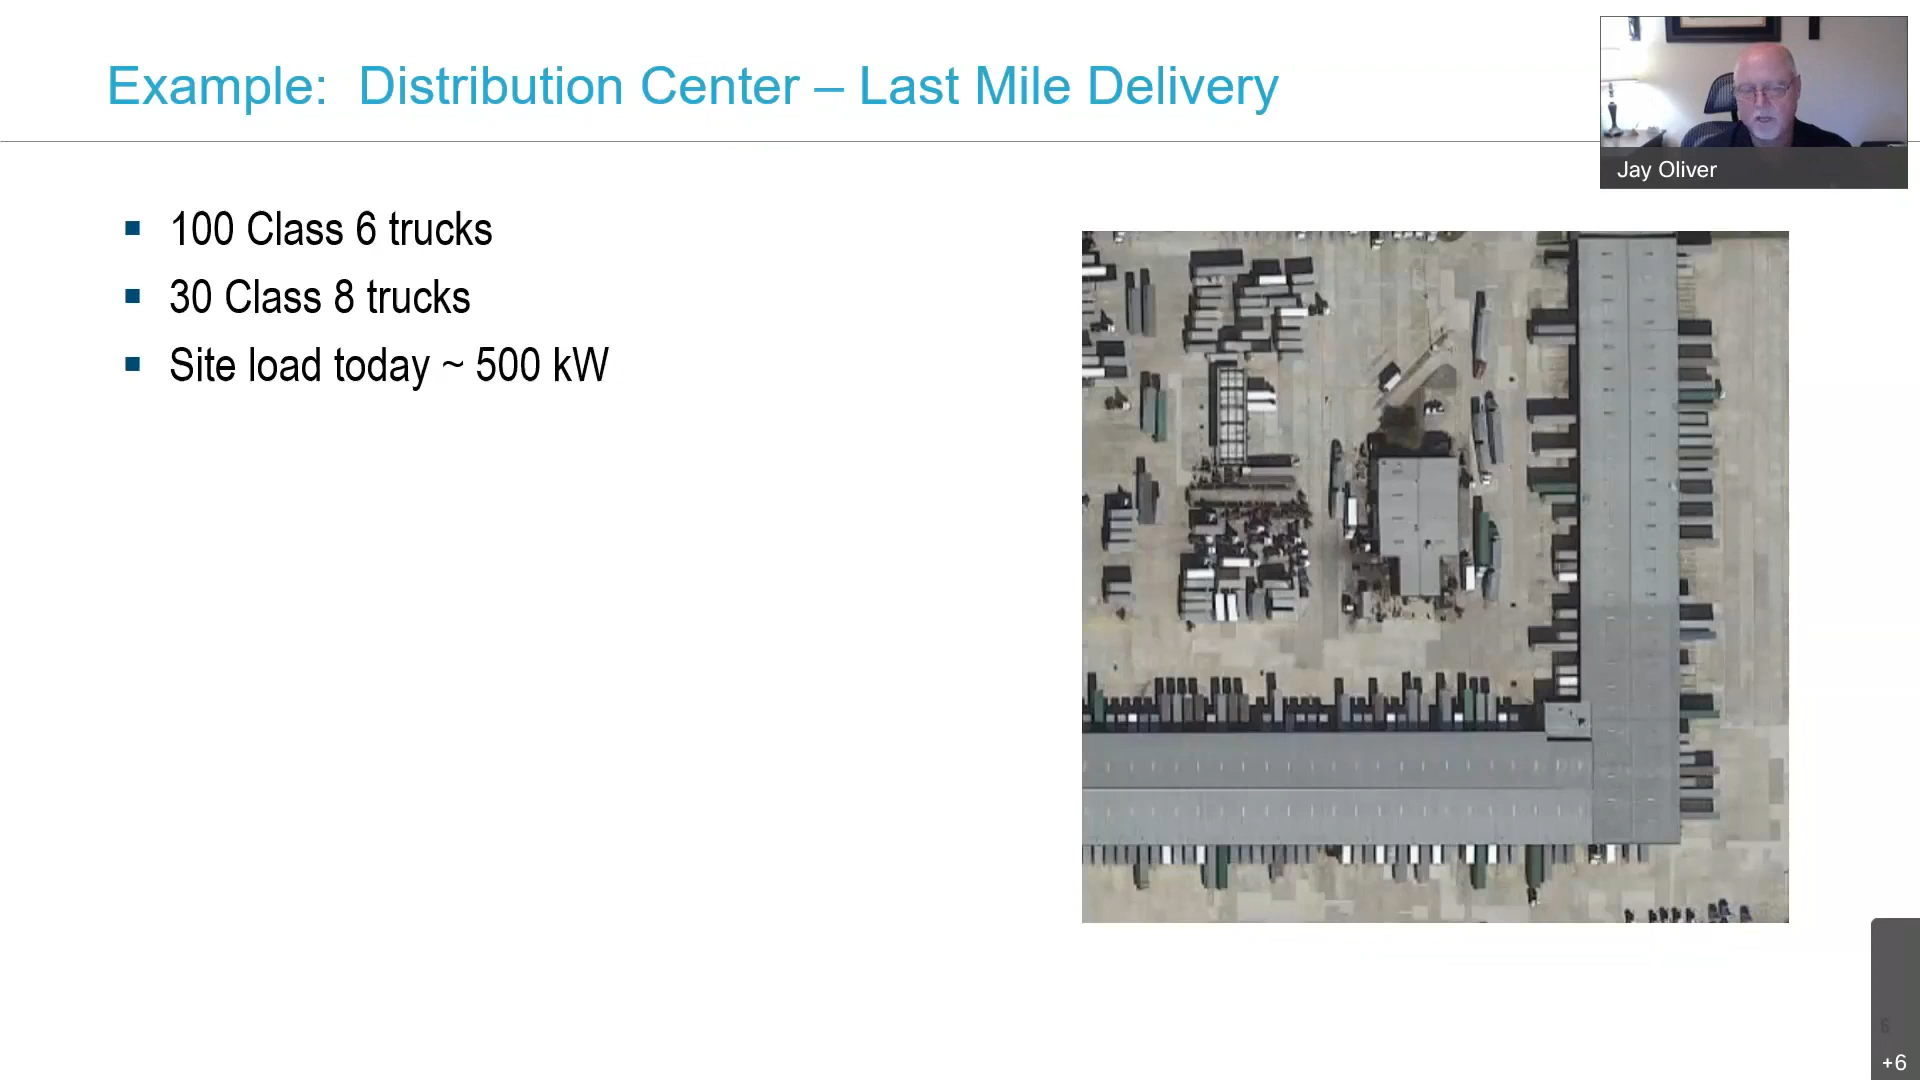 Example: Distribution Center – Last Mile Delivery
Jay Oliver
100 Class 6 trucks
30 Class 8 trucks
Site load today ~ 500 kW
6
+6